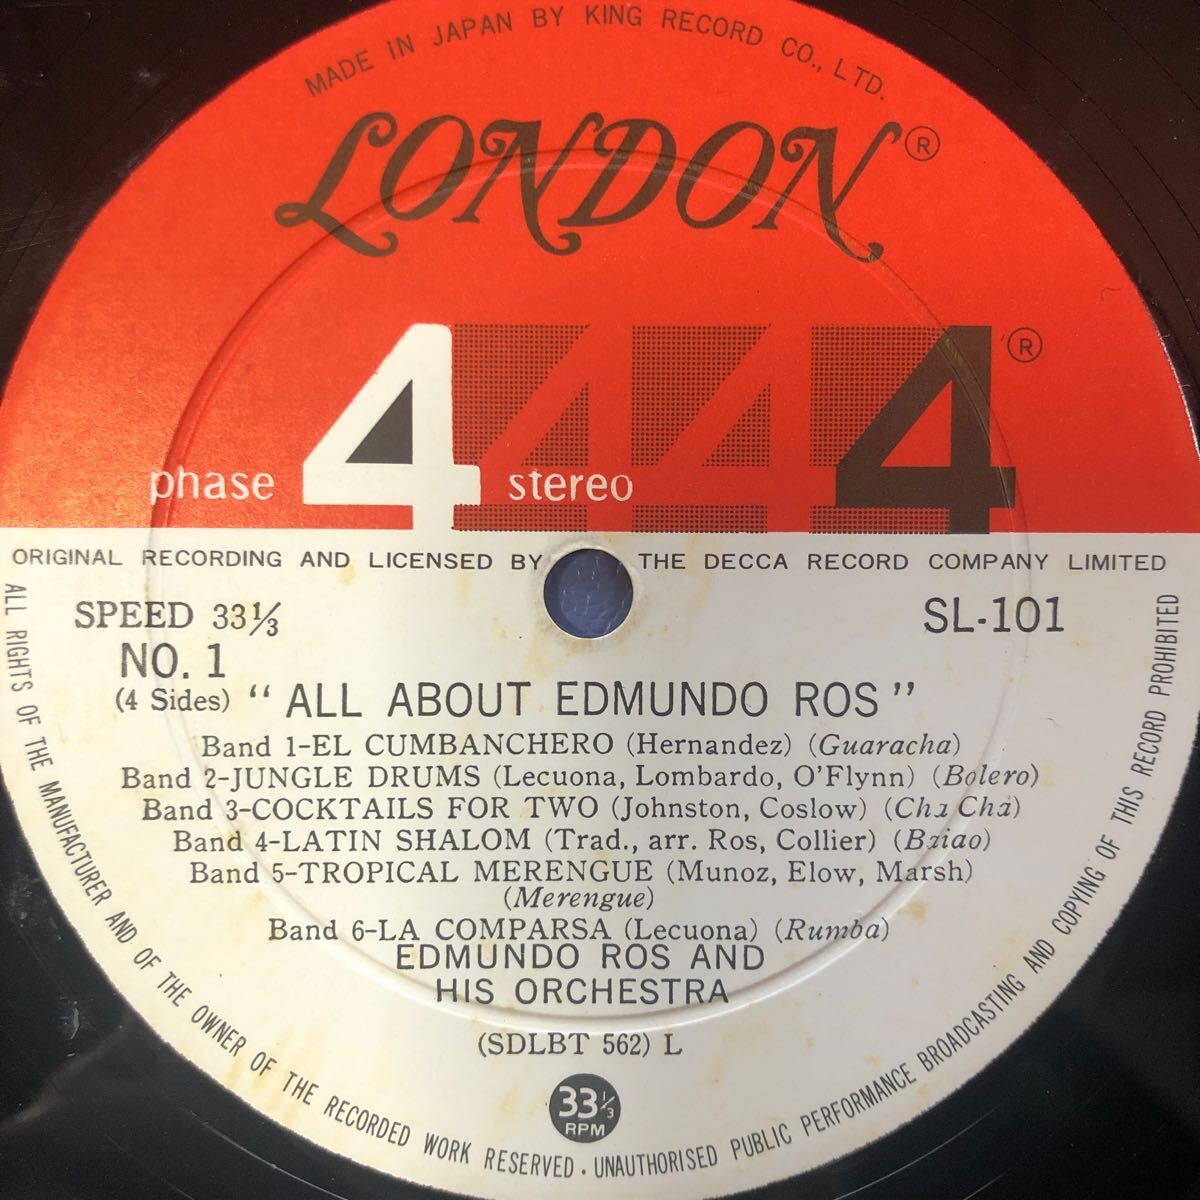 MADE IN JAPAN BY KING RECORD CO., LTD.
LONDON®
phase 4 stereo 444®
ORIGINAL RECORDING AND LICENSED BY THE DECCA RECORD COMPANY LIMITED
SPEED 33⅓
SL-101
NO. 1
(4 Sides) "ALL ABOUT EDMUNDO ROS"
Band 1-EL CUMBANCHERO (Hernandez) (Guaracha)
Band 2-JUNGLE DRUMS (Lecuona, Lombardo, O'Flynn) (Bolero)
Band 3-COCKTAILS FOR TWO (Johnston, Coslow) (Cha Cha)
Band 4-LATIN SHALOM (Trad., arr. Ros, Collier) (Baiao)
Band 5-TROPICAL MERENGUE (Munoz, Elow, Marsh)
(Merengue)
Band 6-LA COMPARSA (Lecuona) (Rumba)
EDMUNDO ROS AND
HIS ORCHESTRA
(SDLBT 562) L
33⅓
RPM
ALL RIGHTS OF THE MANUFACTURER AND OF THE OWNER OF THE RECORDED WORK RESERVED. UNAUTHORISED PUBLIC PERFORMANCE BROADCASTING AND COPYING OF THIS RECORD PROHIBITED